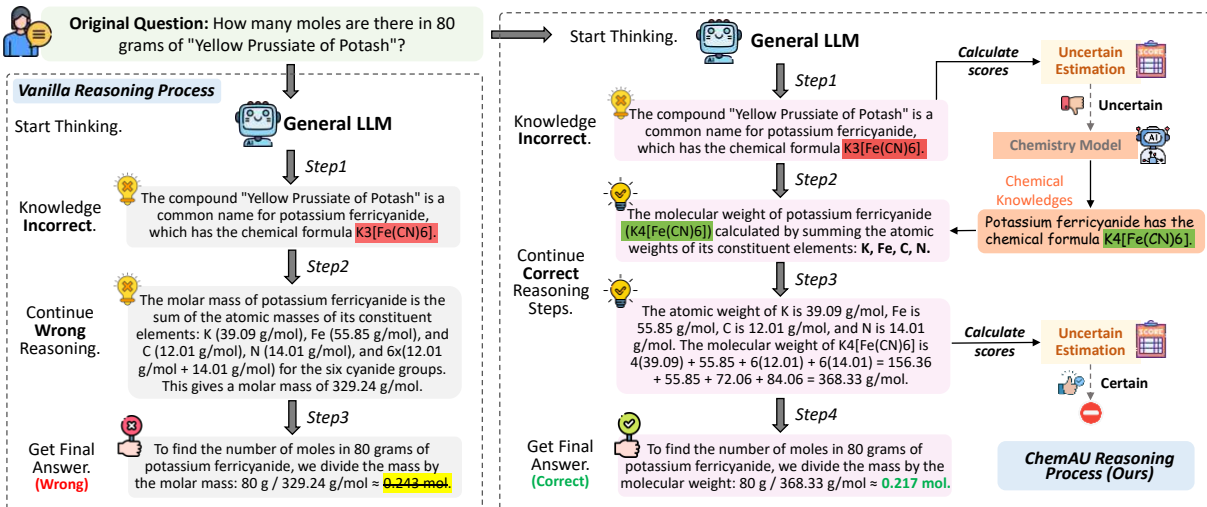 Original Question: How many moles are there in 80
grams of "Yellow Prussiate of Potash"?
Vanilla Reasoning Process
Start Thinking.
General LLM
Step1
Knowledge
Incorrect.
The compound "Yellow Prussiate of Potash" is a
common name for potassium ferricyanide,
which has the chemical formula K3[Fe(CN)6].
Step2
Continue
Wrong
Reasoning.
The molar mass of potassium ferricyanide is the
sum of the atomic masses of its constituent
elements: K (39.09 g/mol), Fe (55.85 g/mol), and
C (12.01 g/mol), N (14.01 g/mol), and 6x(12.01
g/mol + 14.01 g/mol) for the six cyanide groups.
This gives a molar mass of 329.24 g/mol.
Step3
Get Final
Answer.
(Wrong)
To find the number of moles in 80 grams of
potassium ferricyanide, we divide the mass by
the molar mass: 80 g / 329.24 g/mol ≈ 0.243 mol.
Start Thinking.
General LLM
Step1
Knowledge
Incorrect.
The compound "Yellow Prussiate of Potash" is a
common name for potassium ferricyanide,
which has the chemical formula K3[Fe(CN)6].
Calculate
scores
Uncertain
Estimation
SCORE
Uncertain
Chemistry Model
AI
Chemical
Knowledges
Potassium ferricyanide has the
chemical formula K4[Fe(CN)6].
Step2
The molecular weight of potassium ferricyanide
(K4[Fe(CN)6]) calculated by summing the atomic
weights of its constituent elements: K, Fe, C, N.
Continue
Correct
Reasoning
Steps.
Step3
The atomic weight of K is 39.09 g/mol, Fe is
55.85 g/mol, C is 12.01 g/mol, and N is 14.01
g/mol. The molecular weight of K4[Fe(CN)6] is
4(39.09) + 55.85 + 6(12.01) + 6(14.01) = 156.36
+ 55.85 + 72.06 + 84.06 = 368.33 g/mol.
Calculate
scores
Uncertain
Estimation
SCORE
Certain
Step4
Get Final
Answer.
(Correct)
To find the number of moles in 80 grams of
potassium ferricyanide, we divide the mass by the
molecular weight: 80 g / 368.33 g/mol ≈ 0.217 mol.
ChemAU Reasoning
Process (Ours)